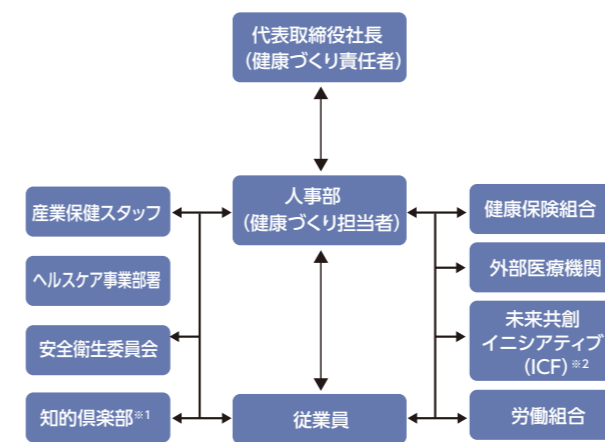 代表取締役社長
(健康づくり責任者)
人事部
(健康づくり担当者)
産業保健スタッフ
ヘルスケア事業部署
安全衛生委員会
知的倶楽部※1
従業員
健康保険組合
外部医療機関
未来共創
イニシアティブ
(ICF)※2
労働組合